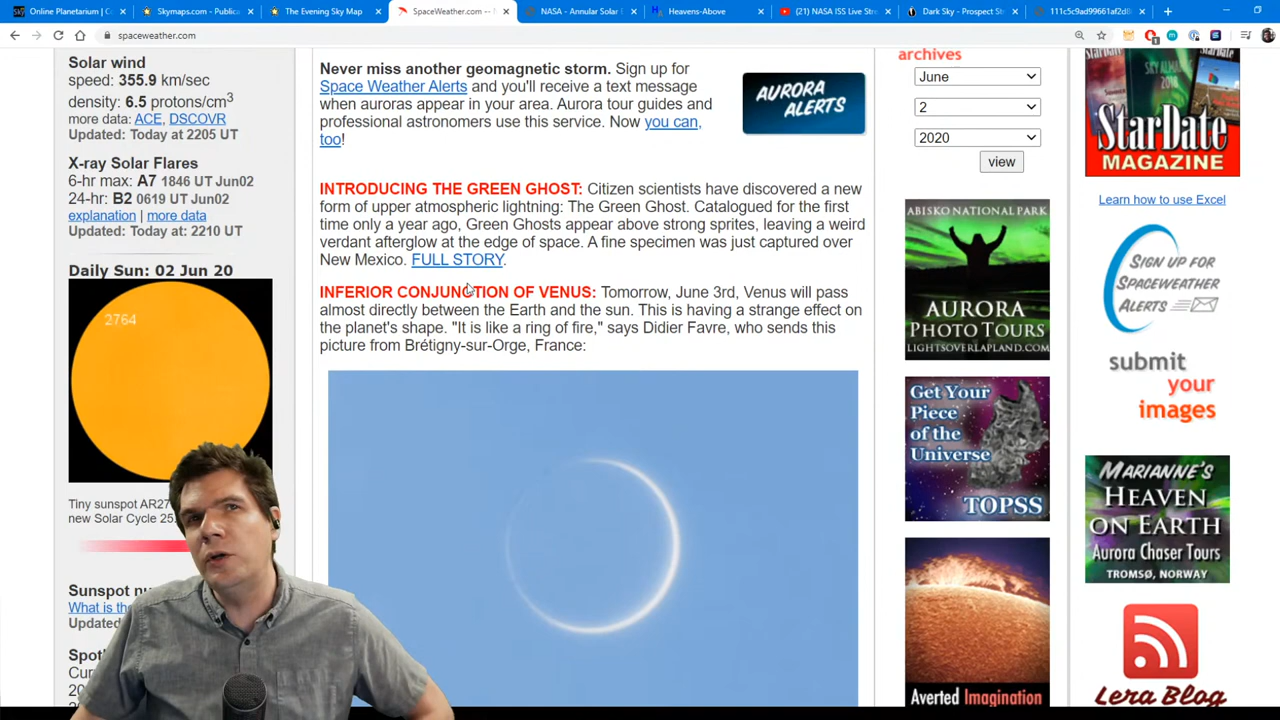 Online Planetarium | C
Skymaps.com - Publica
The Evening Sky Map
SpaceWeather.com -- N
NASA - Annular Solar E
Heavens-Above
(21) NASA ISS Live Stre
Dark Sky - Prospect St
111c5c9ad99661af2d8
spaceweather.com
Solar wind
speed: 355.9 km/sec
density: 6.5 protons/cm3
more data: ACE, DSCOVR
Updated: Today at 2205 UT
X-ray Solar Flares
6-hr max: A7 1846 UT Jun02
24-hr: B2 0619 UT Jun02
explanation | more data
Updated: Today at: 2210 UT
Daily Sun: 02 Jun 20
2764
Tiny sunspot AR27
new Solar Cycle 25.
Sunspot nu
What is the
Updated
Spotl
Curr
20
Never miss another geomagnetic storm. Sign up for
Space Weather Alerts and you'll receive a text message
when auroras appear in your area. Aurora tour guides and
professional astronomers use this service. Now you can,
too!
AURORA
ALERTS
INTRODUCING THE GREEN GHOST: Citizen scientists have discovered a new
form of upper atmospheric lightning: The Green Ghost. Catalogued for the first
time only a year ago, Green Ghosts appear above strong sprites, leaving a weird
verdant afterglow at the edge of space. A fine specimen was just captured over
New Mexico. FULL STORY.
INFERIOR CONJUNCTION OF VENUS: Tomorrow, June 3rd, Venus will pass
almost directly between the Earth and the sun. This is having a strange effect on
the planet's shape. "It is like a ring of fire," says Didier Favre, who sends this
picture from Brétigny-sur-Orge, France:
archives
June
2
2020
view
ABISKO NATIONAL PARK
AURORA
PHOTO TOURS
LIGHTSOVERLAPLAND.COM
Get Your
Piece
of the
Universe
TOPSS
Averted Imagination
STARDATE
SKY ALMANAC 2018
STARDATE
MAGAZINE
Learn how to use Excel
SIGN UP FOR
SPACEWEATHER
ALERTS
submit
your
images
MARIANNE'S
HEAVEN
ON EARTH
Aurora Chaser Tours
TROMSØ, NORWAY
Lera Blog